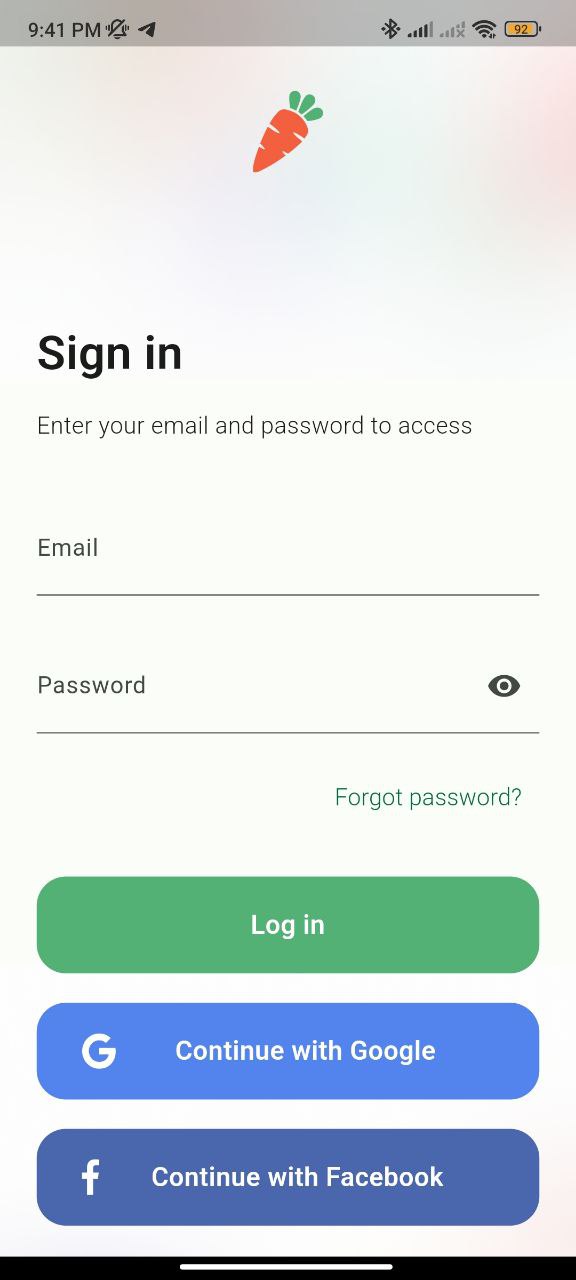 9:41 PM
92
Sign in
Enter your email and password to access
Email
Password
Forgot password?
Log in
G Continue with Google
f Continue with Facebook